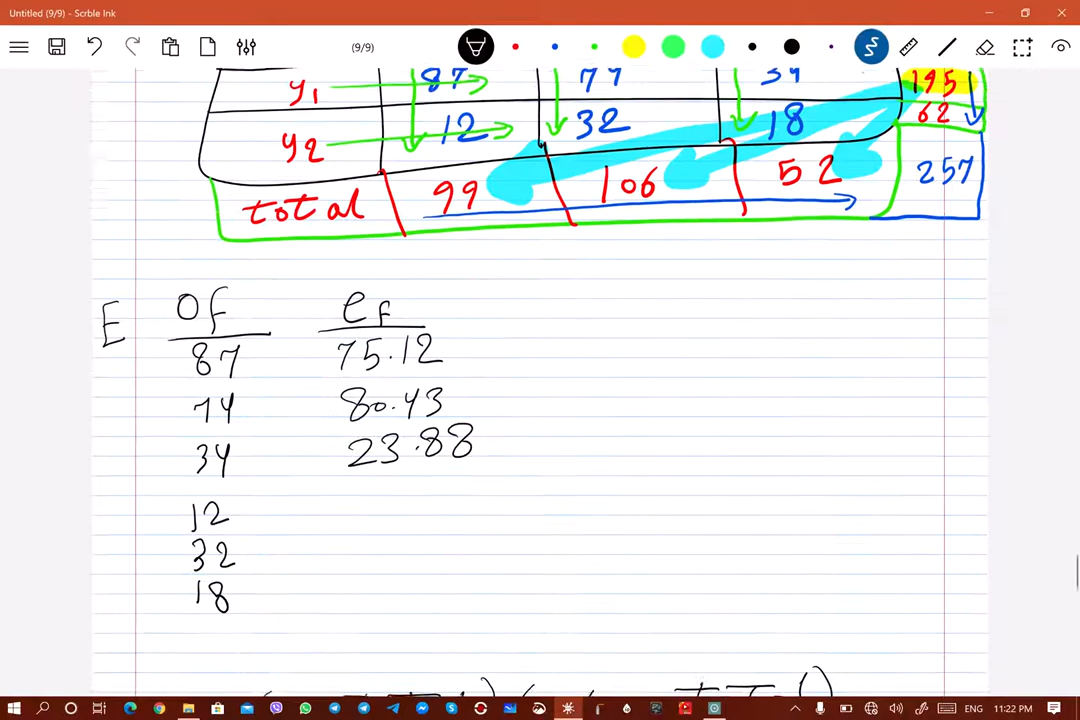 Untitled (9/9) - Scrble Ink
(9/9)
y1 87 77 34 195
y2 12 32 18 62
total 99 106 52 257
E Of ef
87 75.12
74 80.43
34 23.88
12
32
18
ENG 11:22 PM